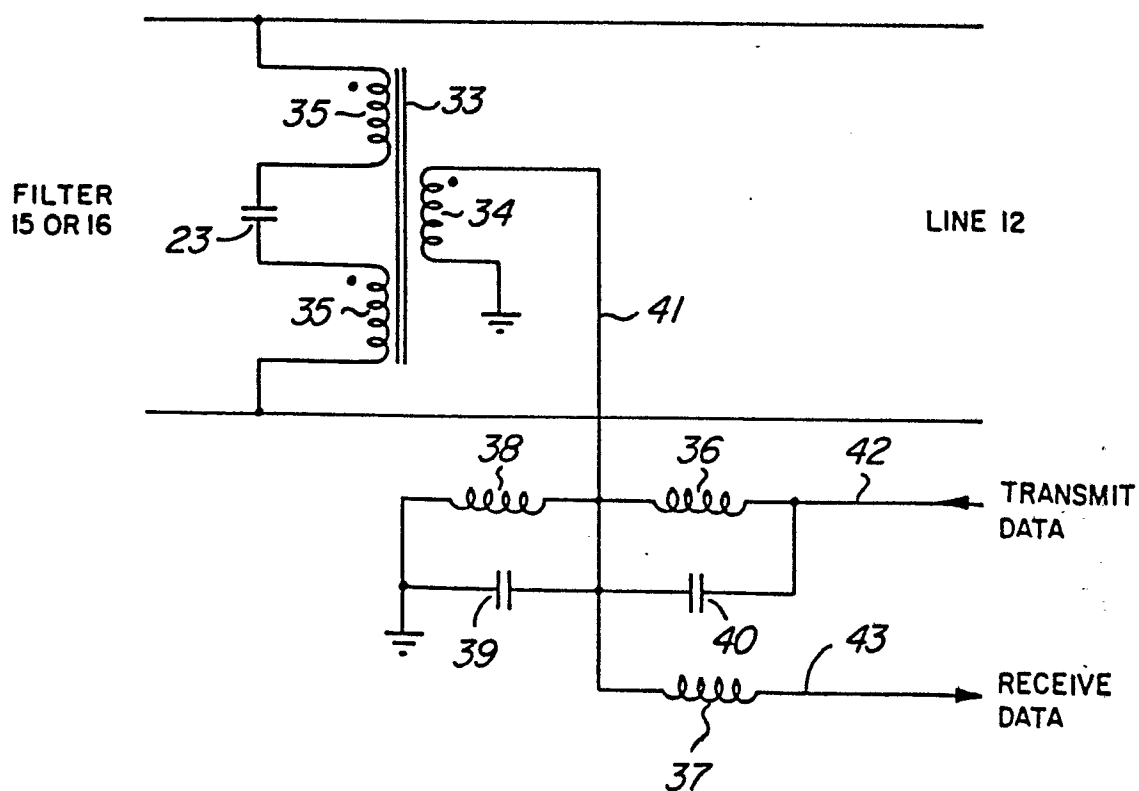 35
33
FILTER
15 OR 16
23
34
LINE 12
35
41
38
36
42
TRANSMIT
DATA
39
40
43
RECEIVE
DATA
37